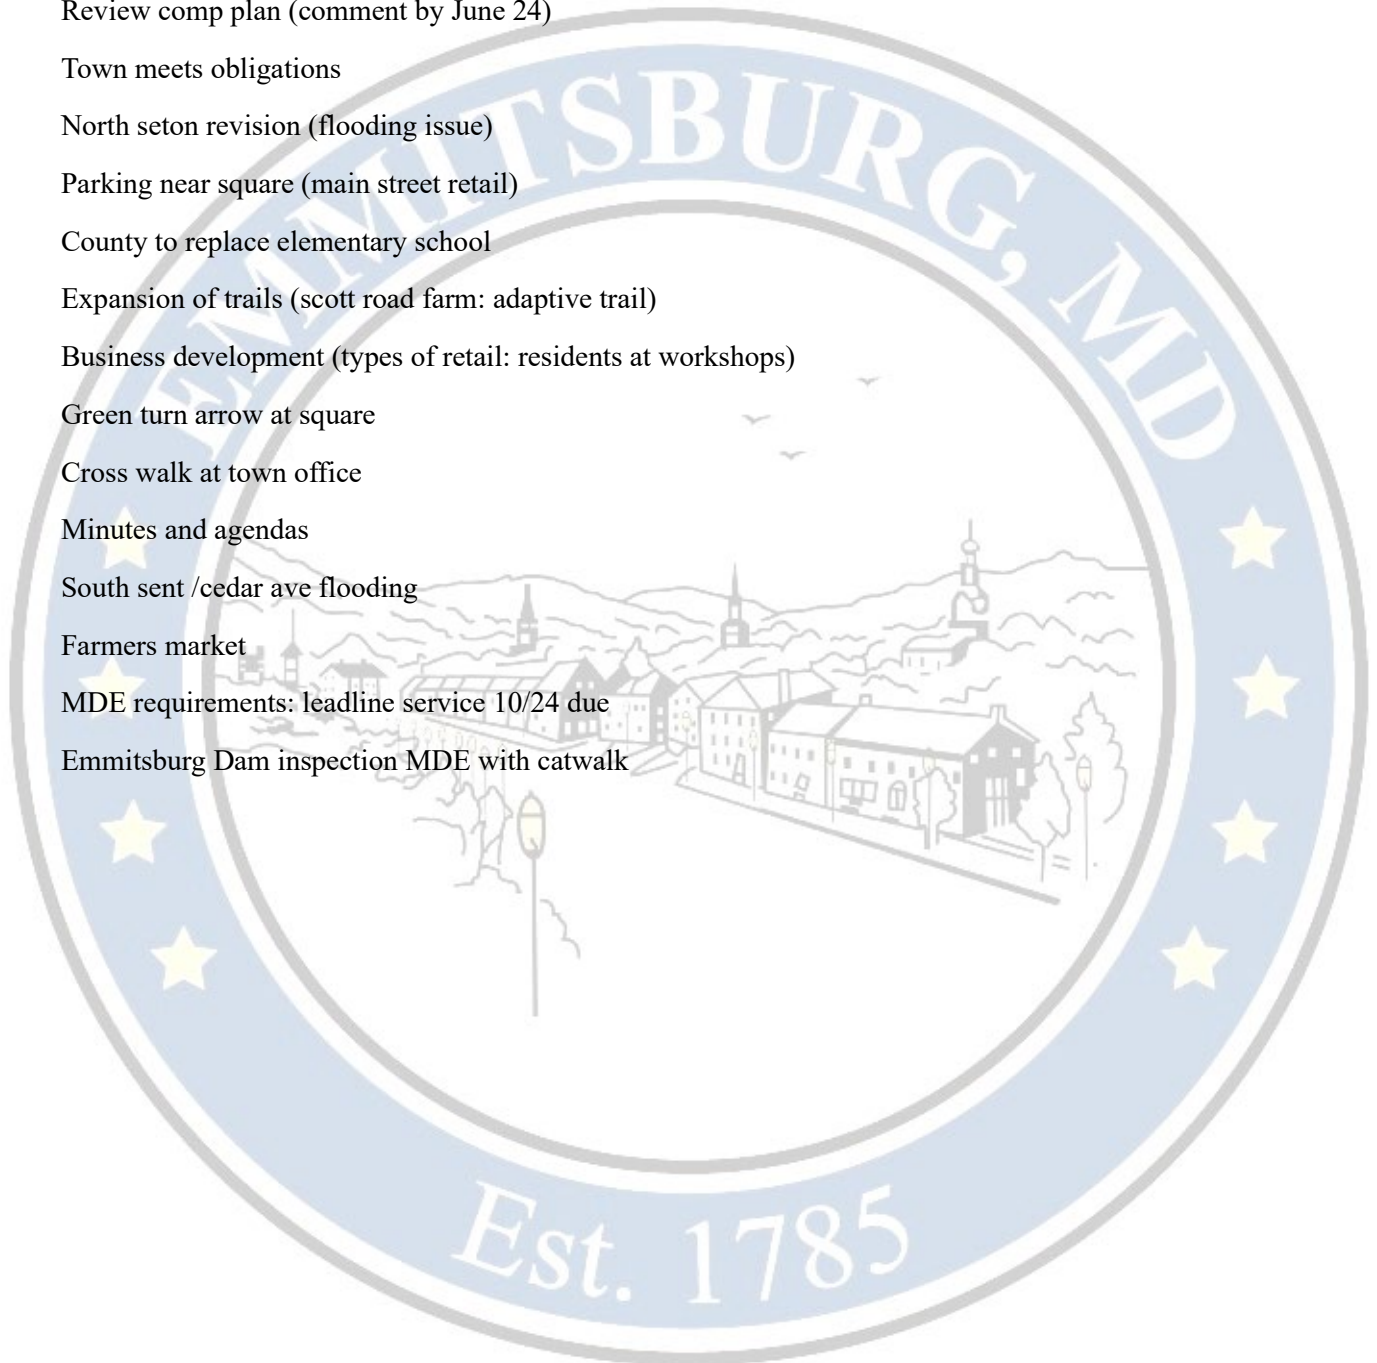 Review comp plan (comment by June 24)
Town meets obligations
North seton revision (flooding issue)
Parking near square (main street retail)
County to replace elementary school
Expansion of trails (scott road farm: adaptive trail)
Business development (types of retail: residents at workshops)
Green turn arrow at square
Cross walk at town office
Minutes and agendas
South sent /cedar ave flooding
Farmers market
MDE requirements: leadline service 10/24 due
Emmitsburg Dam inspection MDE with catwalk
EMMITSBURG, MD
Est. 1785